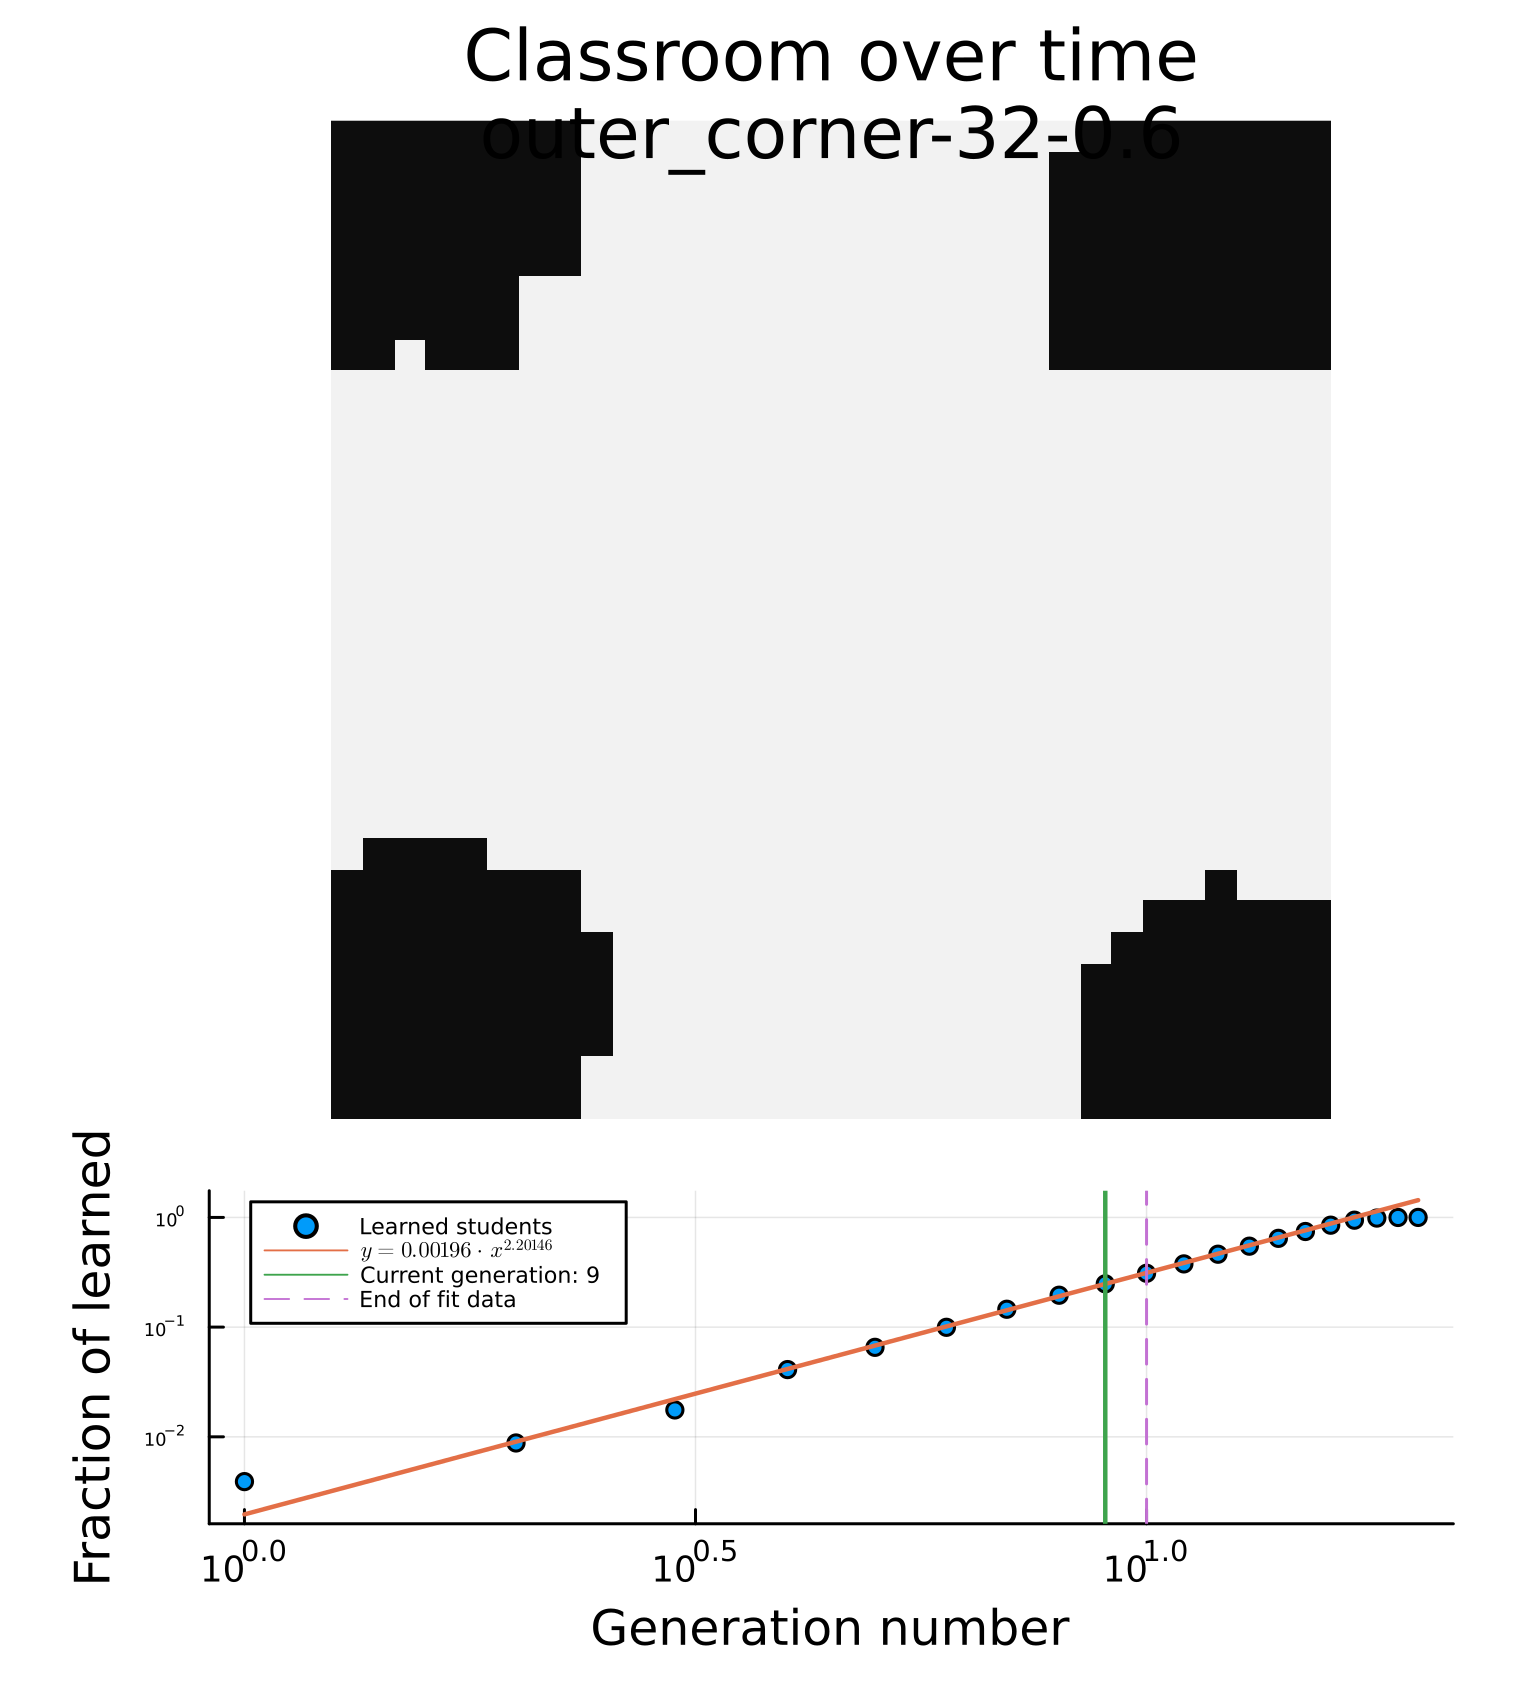 Classroom over time
outer_corner-32-0.6
Fraction of learned
10^0
10^−1
10^−2
Learned students
y = 0.00196 · x^2.20146
Current generation: 9
End of fit data
10^0.0 10^0.5 10^1.0
Generation number